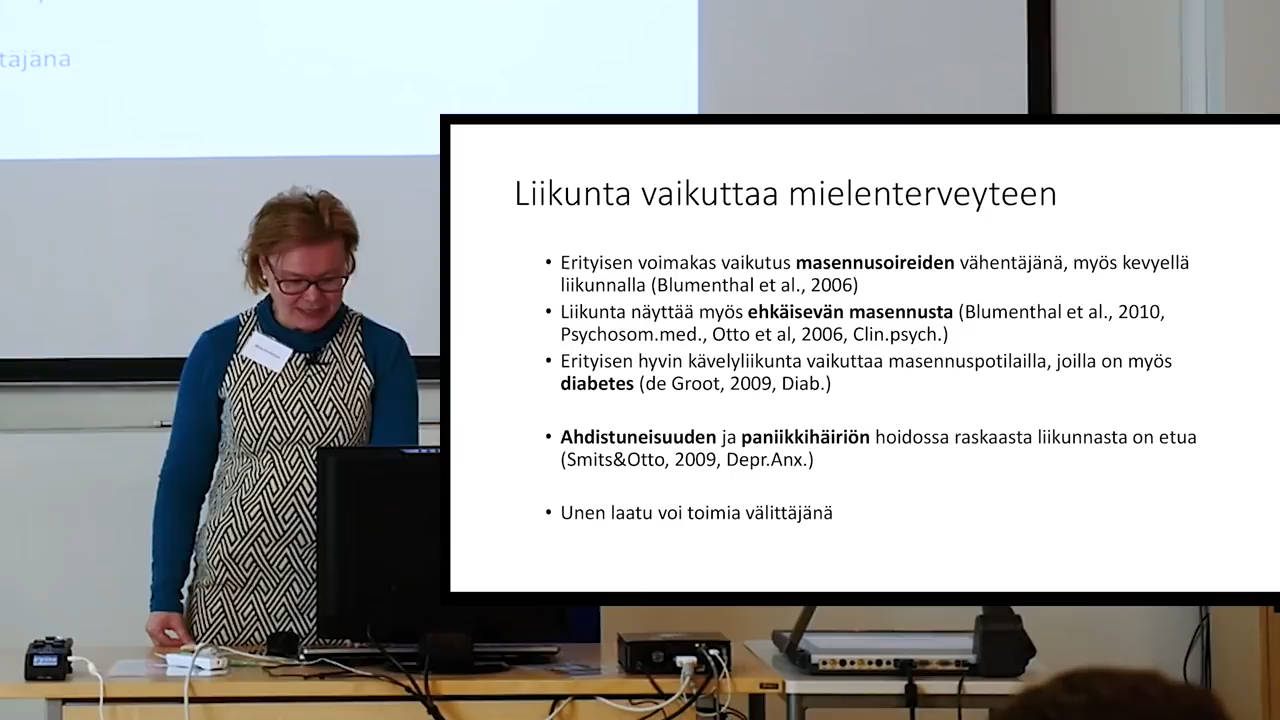 täjänä
Liikunta vaikuttaa mielenterveyteen
• Erityisen voimakas vaikutus masennusoireiden vähentäjänä, myös kevyellä
liikunnalla (Blumenthal et al., 2006)
• Liikunta näyttää myös ehkäisevän masennusta (Blumenthal et al., 2010,
Psychosom.med., Otto et al, 2006, Clin.psych.)
• Erityisen hyvin kävelyliikunta vaikuttaa masennuspotilailla, joilla on myös
diabetes (de Groot, 2009, Diab.)
• Ahdistuneisuuden ja paniikkihäiriön hoidossa raskaasta liikunnasta on etua
(Smits&Otto, 2009, Depr.Anx.)
• Unen laatu voi toimia välittäjänä